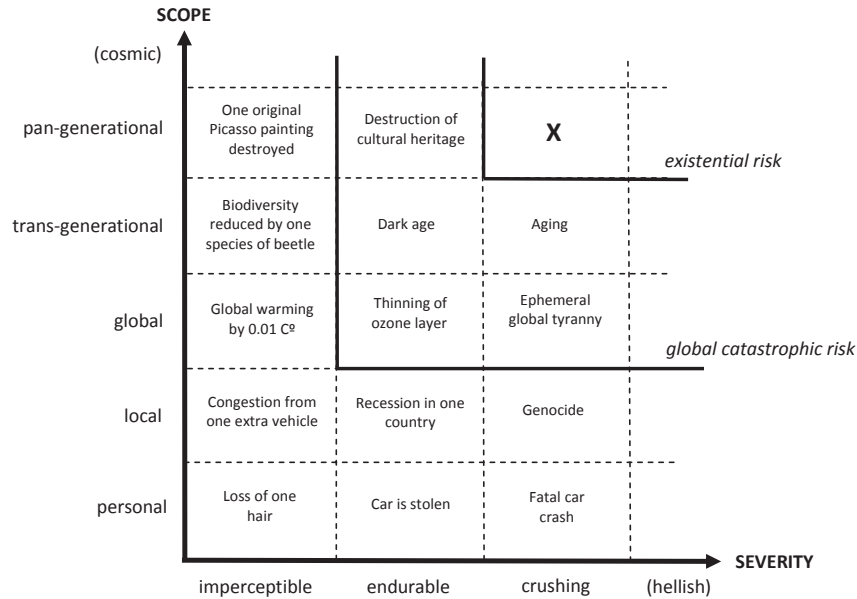 SCOPE
(cosmic)
pan-generational
One original
Picasso painting
destroyed
Destruction of
cultural heritage
X
existential risk
trans-generational
Biodiversity
reduced by one
species of beetle
Dark age
Aging
global
Global warming
by 0.01 Cº
Thinning of
ozone layer
Ephemeral
global tyranny
global catastrophic risk
local
Congestion from
one extra vehicle
Recession in one
country
Genocide
personal
Loss of one
hair
Car is stolen
Fatal car
crash
SEVERITY
imperceptible
endurable
crushing
(hellish)